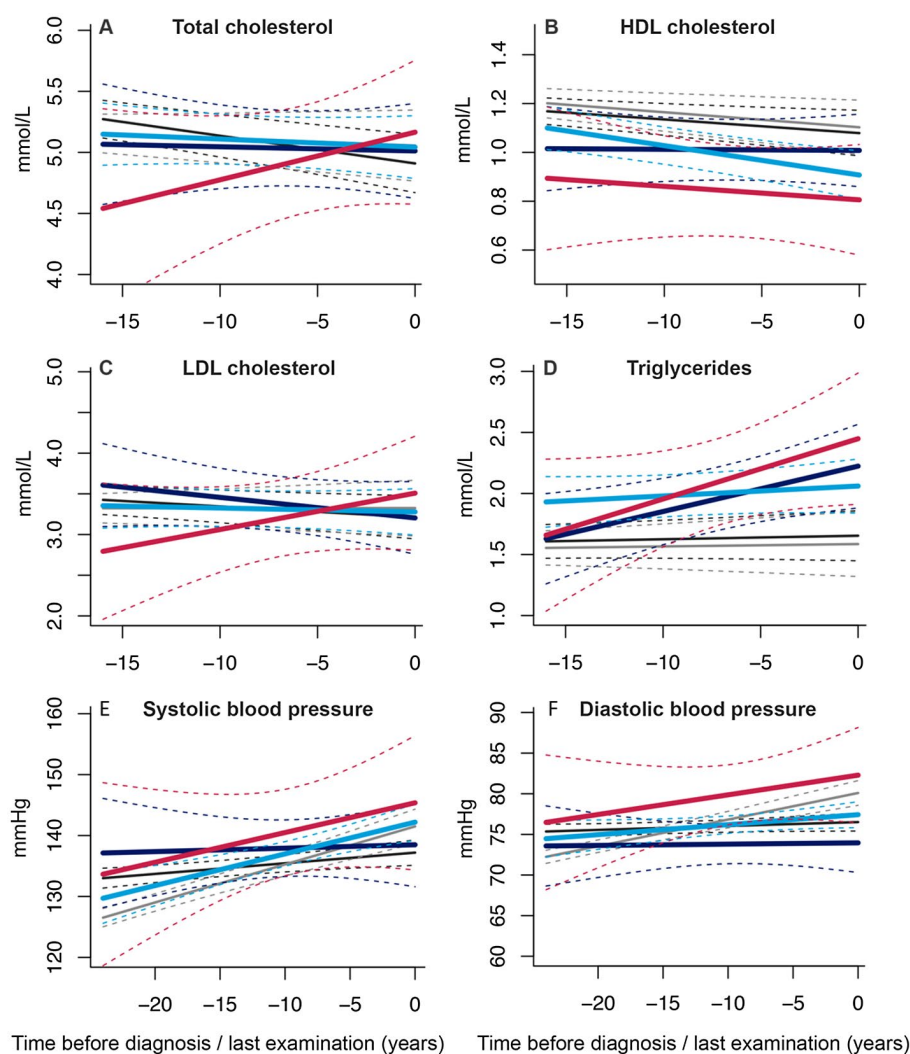 A Total cholesterol
mmol/L
6.0
5.5
5.0
4.5
4.0
−15 −10 −5 0
B HDL cholesterol
mmol/L
1.4
1.2
1.0
0.8
0.6
−15 −10 −5 0
C LDL cholesterol
mmol/L
5.0
4.0
3.0
2.0
−15 −10 −5 0
D Triglycerides
mmol/L
3.0
2.5
2.0
1.5
1.0
−15 −10 −5 0
E Systolic blood pressure
mmHg
160
150
140
130
120
−20 −15 −10 −5 0
Time before diagnosis / last examination (years)
F Diastolic blood pressure
mmHg
90
85
80
75
70
65
60
−20 −15 −10 −5 0
Time before diagnosis / last examination (years)